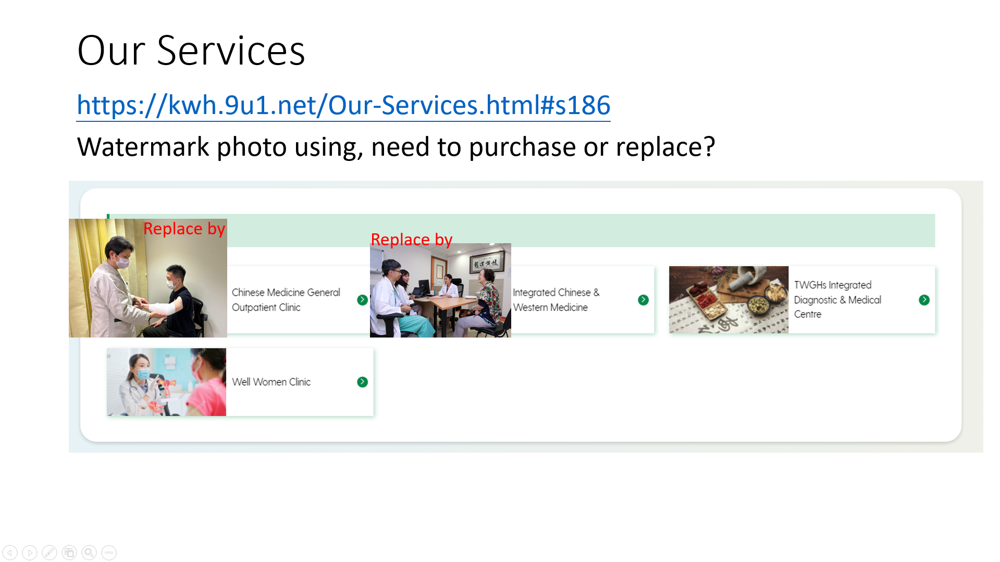 Our Services
https://kwh.9u1.net/Our-Services.html#s186
Watermark photo using, need to purchase or replace?
Replace by
Replace by
Chinese Medicine General
Outpatient Clinic
Integrated Chinese &
Western Medicine
TWGHs Integrated
Diagnostic & Medical
Centre
Well Women Clinic